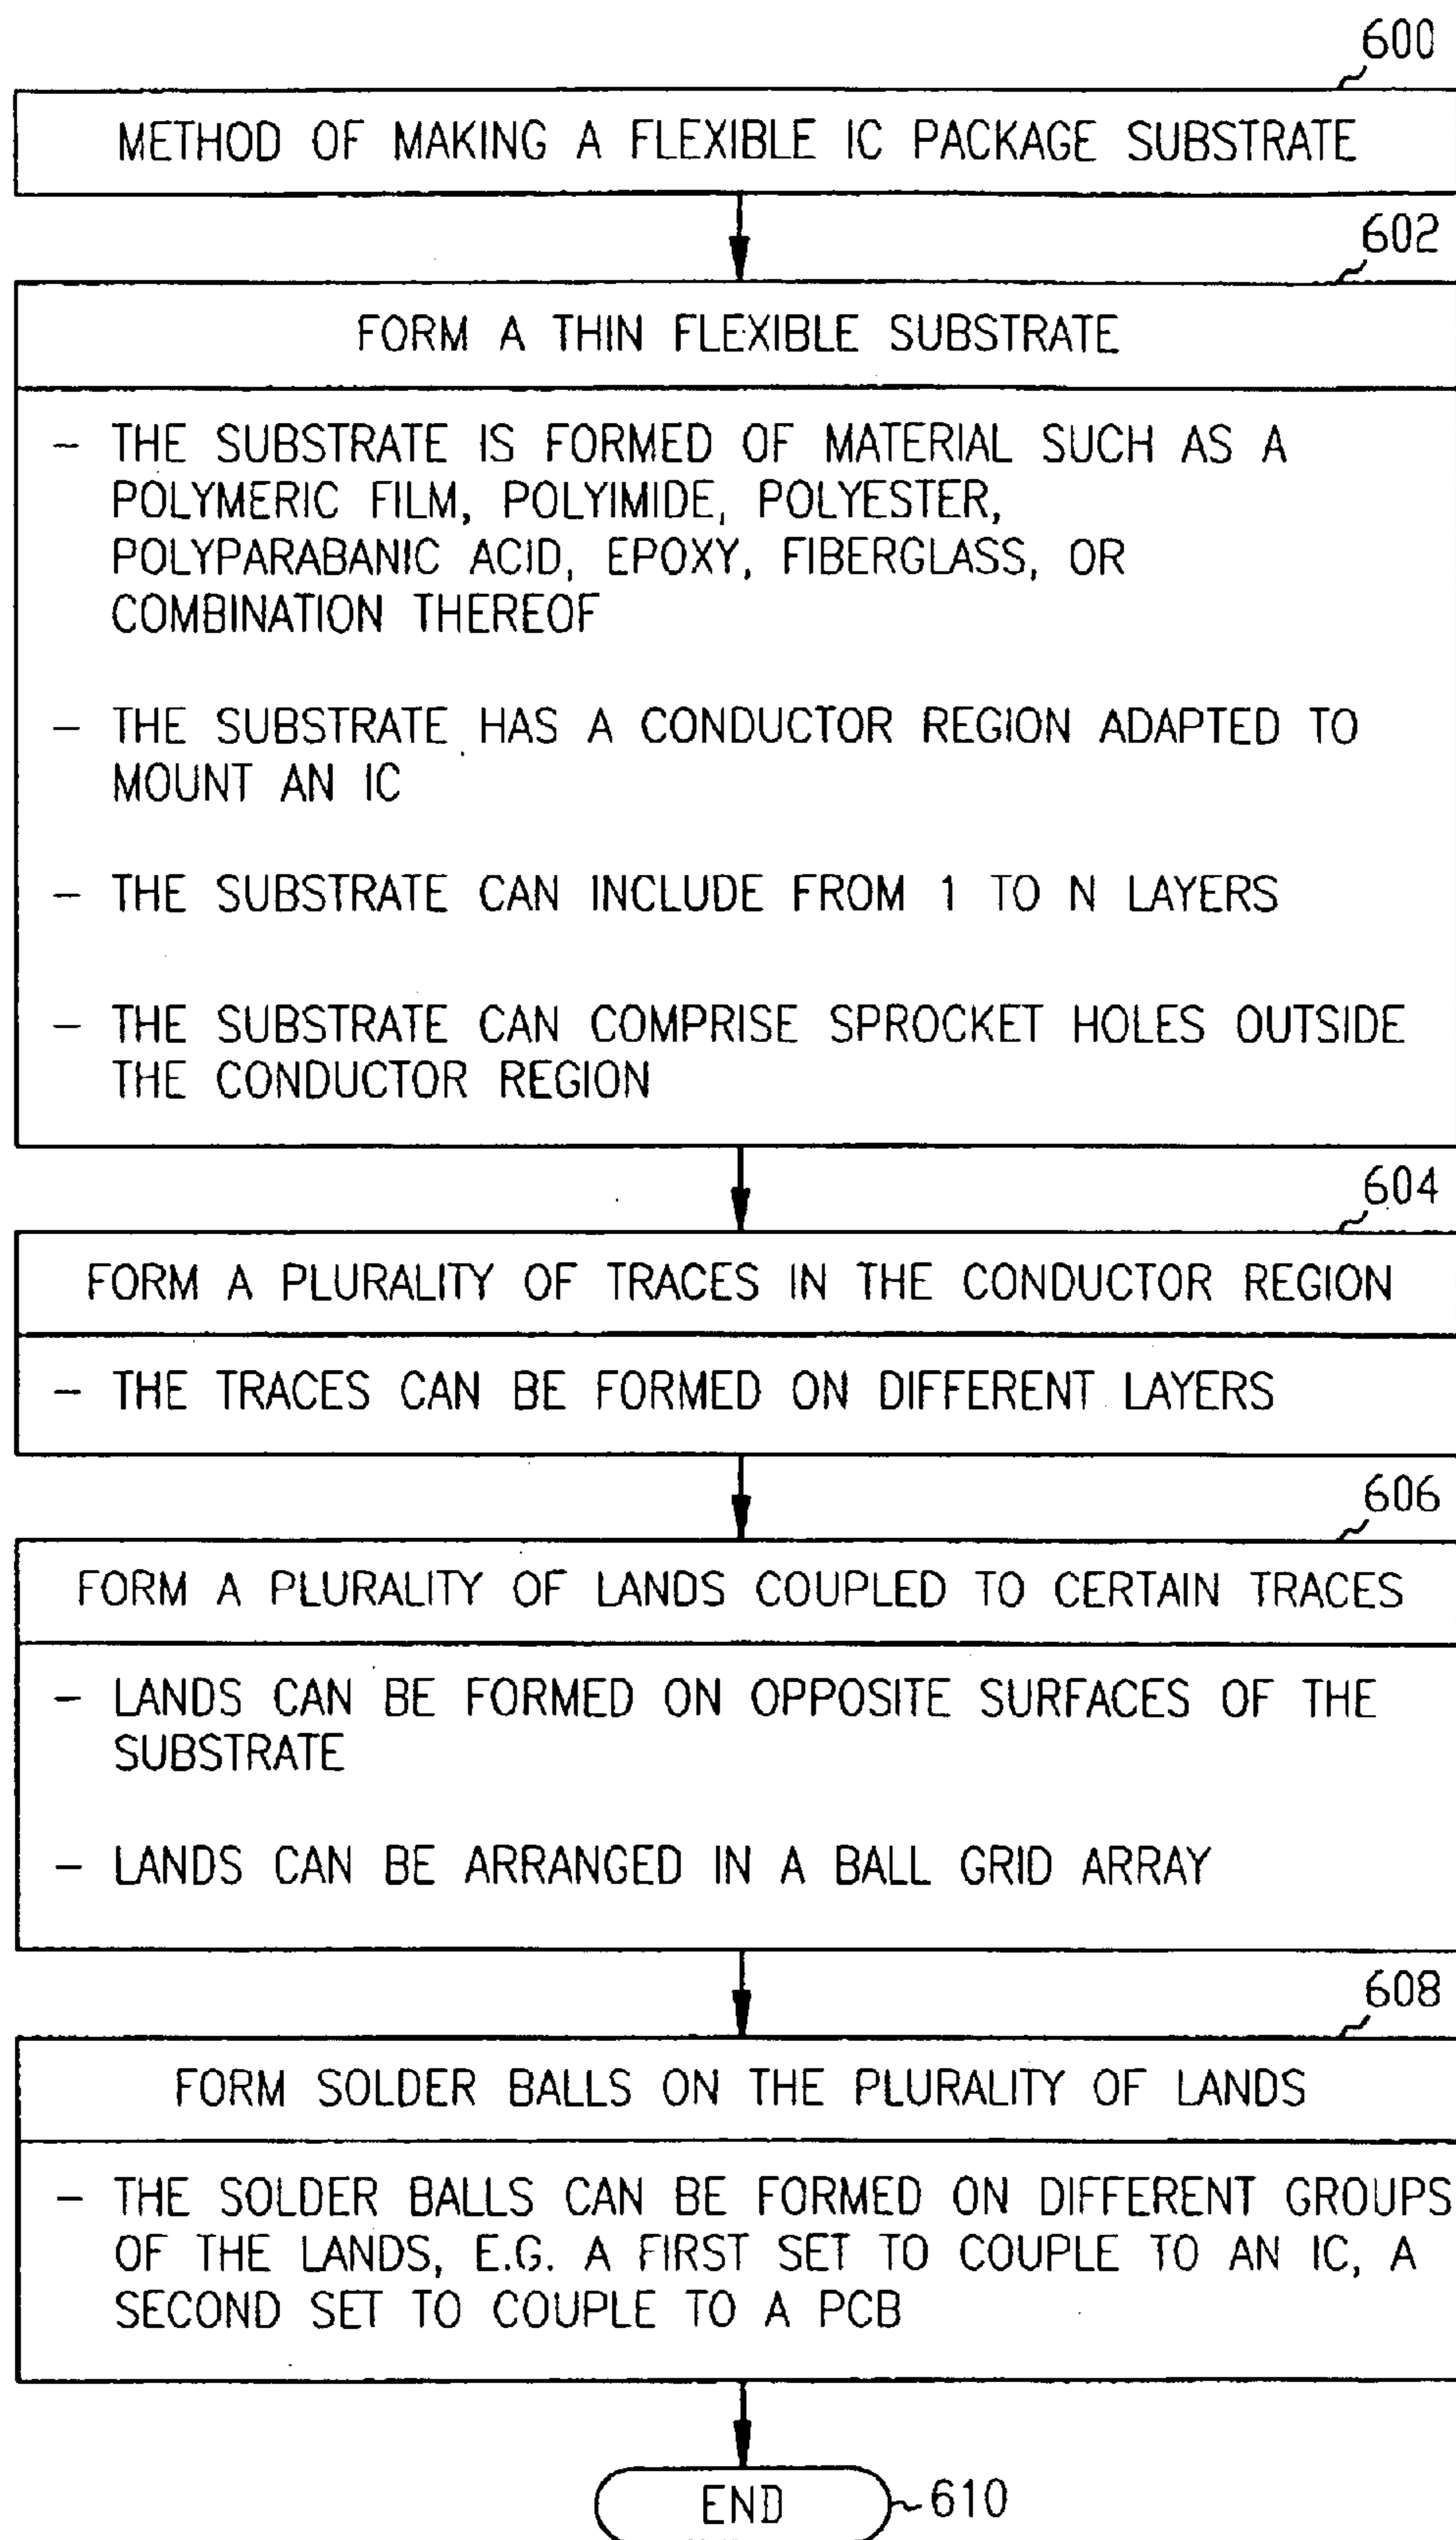 600
METHOD OF MAKING A FLEXIBLE IC PACKAGE SUBSTRATE
602
FORM A THIN FLEXIBLE SUBSTRATE
- THE SUBSTRATE IS FORMED OF MATERIAL SUCH AS A
POLYMERIC FILM, POLYIMIDE, POLYESTER,
POLYPARABANIC ACID, EPOXY, FIBERGLASS, OR
COMBINATION THEREOF
- THE SUBSTRATE HAS A CONDUCTOR REGION ADAPTED TO
MOUNT AN IC
- THE SUBSTRATE CAN INCLUDE FROM 1 TO N LAYERS
- THE SUBSTRATE CAN COMPRISE SPROCKET HOLES OUTSIDE
THE CONDUCTOR REGION
604
FORM A PLURALITY OF TRACES IN THE CONDUCTOR REGION
- THE TRACES CAN BE FORMED ON DIFFERENT LAYERS
606
FORM A PLURALITY OF LANDS COUPLED TO CERTAIN TRACES
- LANDS CAN BE FORMED ON OPPOSITE SURFACES OF THE
SUBSTRATE
- LANDS CAN BE ARRANGED IN A BALL GRID ARRAY
608
FORM SOLDER BALLS ON THE PLURALITY OF LANDS
- THE SOLDER BALLS CAN BE FORMED ON DIFFERENT GROUPS
OF THE LANDS, E.G. A FIRST SET TO COUPLE TO AN IC, A
SECOND SET TO COUPLE TO A PCB
END
610